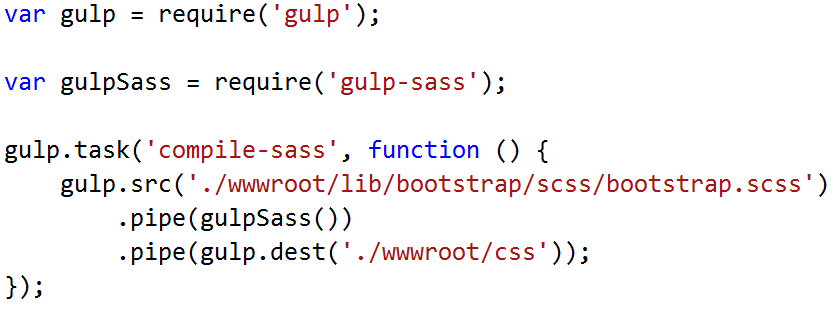 var gulp = require('gulp');
var gulpSass = require('gulp-sass');
gulp.task('compile-sass', function () {
    gulp.src('./wwwroot/lib/bootstrap/scss/bootstrap.scss')
        .pipe(gulpSass())
        .pipe(gulp.dest('./wwwroot/css'));
});